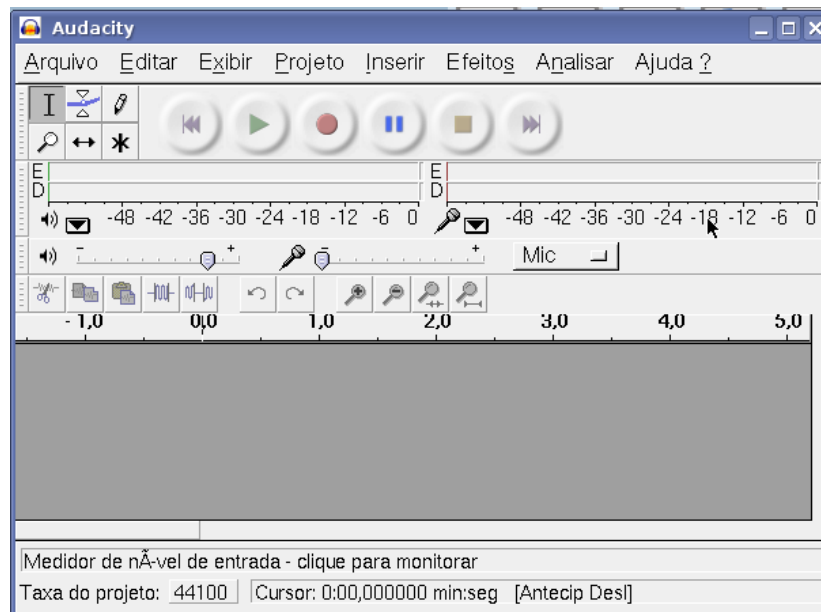 Audacity
Arquivo Editar Exibir Projeto Inserir Efeitos Analisar Ajuda ?
E E
D D
-48 -42 -36 -30 -24 -18 -12 -6 0 -48 -42 -36 -30 -24 -18 -12 -6 0
- + - + Mic
- 1,0 0,0 1,0 2,0 3,0 4,0 5,0
Medidor de nÃ-vel de entrada - clique para monitorar
Taxa do projeto: 44100 Cursor: 0:00,000000 min:seg [Antecip Desl]